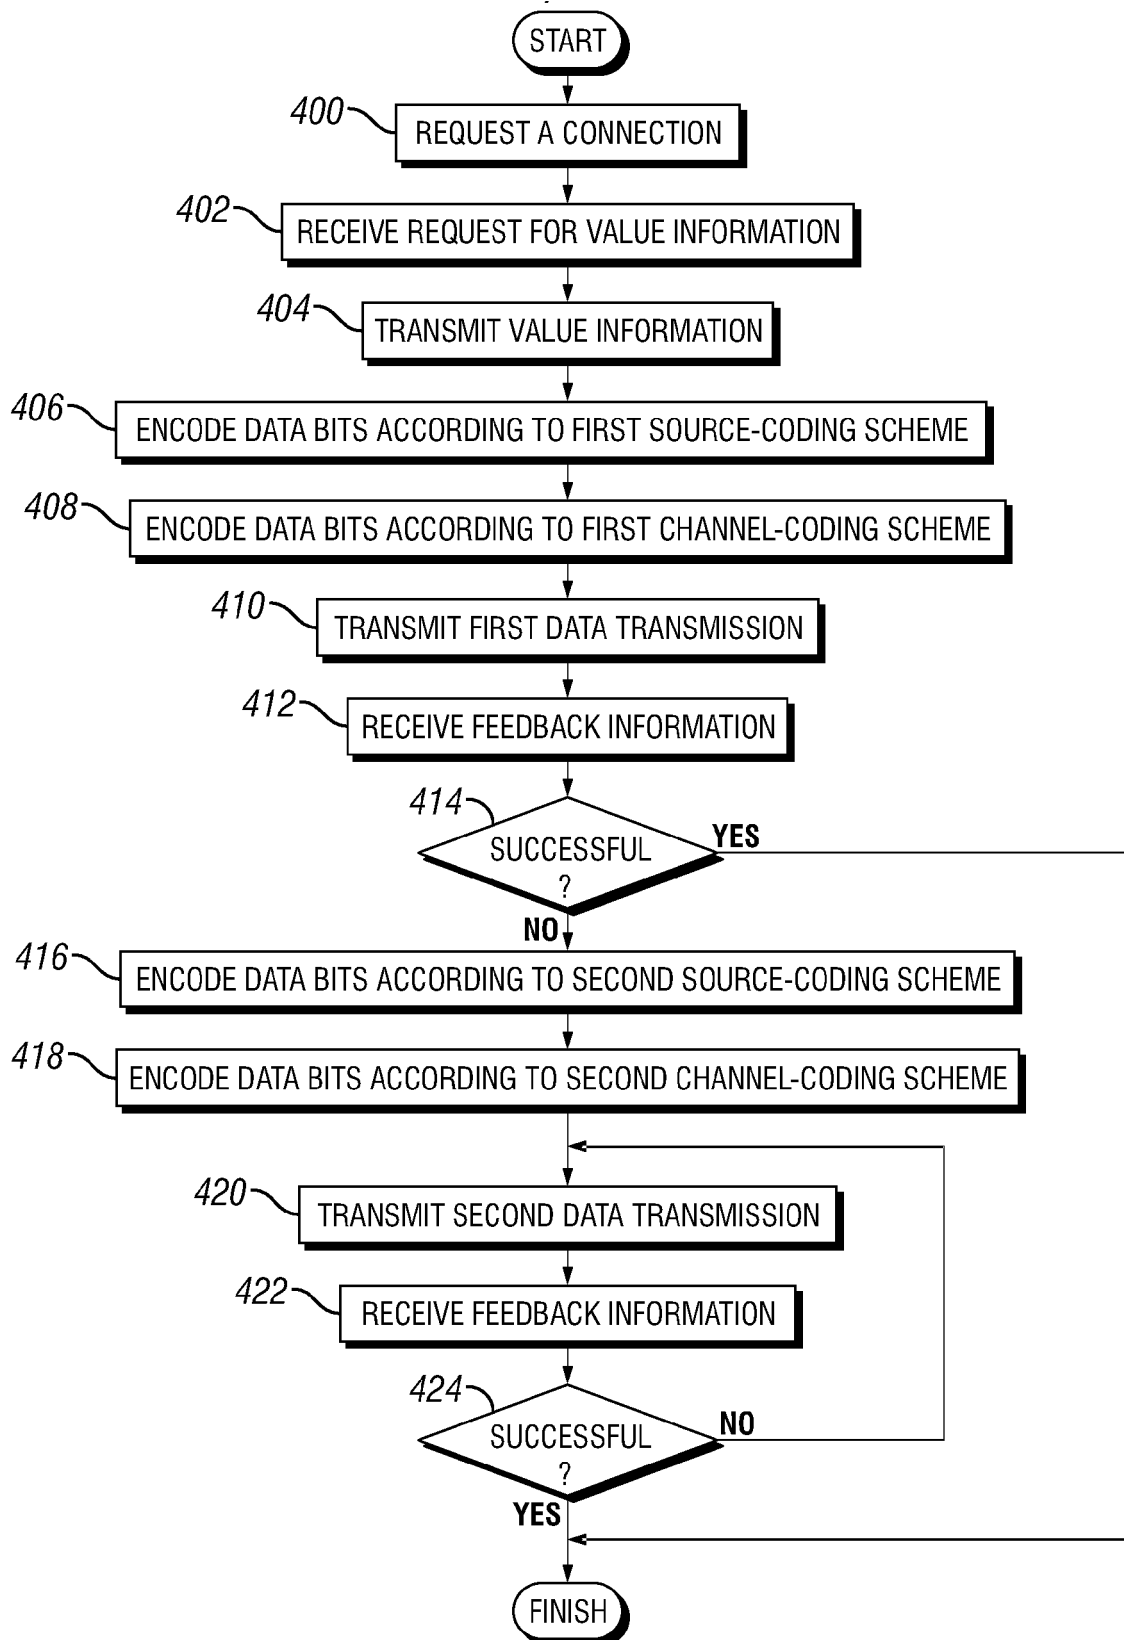 START
400
REQUEST A CONNECTION
402
RECEIVE REQUEST FOR VALUE INFORMATION
404
TRANSMIT VALUE INFORMATION
406
ENCODE DATA BITS ACCORDING TO FIRST SOURCE-CODING SCHEME
408
ENCODE DATA BITS ACCORDING TO FIRST CHANNEL-CODING SCHEME
410
TRANSMIT FIRST DATA TRANSMISSION
412
RECEIVE FEEDBACK INFORMATION
414
SUCCESSFUL
?
YES
NO
416
ENCODE DATA BITS ACCORDING TO SECOND SOURCE-CODING SCHEME
418
ENCODE DATA BITS ACCORDING TO SECOND CHANNEL-CODING SCHEME
420
TRANSMIT SECOND DATA TRANSMISSION
422
RECEIVE FEEDBACK INFORMATION
424
SUCCESSFUL
?
NO
YES
FINISH